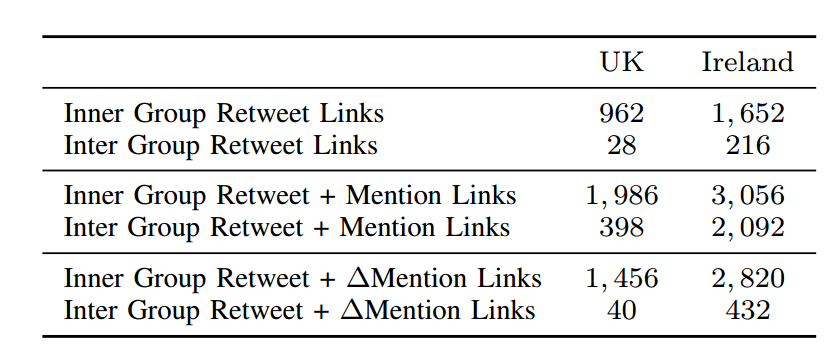 UK Ireland
Inner Group Retweet Links 962 1,652
Inter Group Retweet Links 28 216
Inner Group Retweet + Mention Links 1,986 3,056
Inter Group Retweet + Mention Links 398 2,092
Inner Group Retweet + ΔMention Links 1,456 2,820
Inter Group Retweet + ΔMention Links 40 432